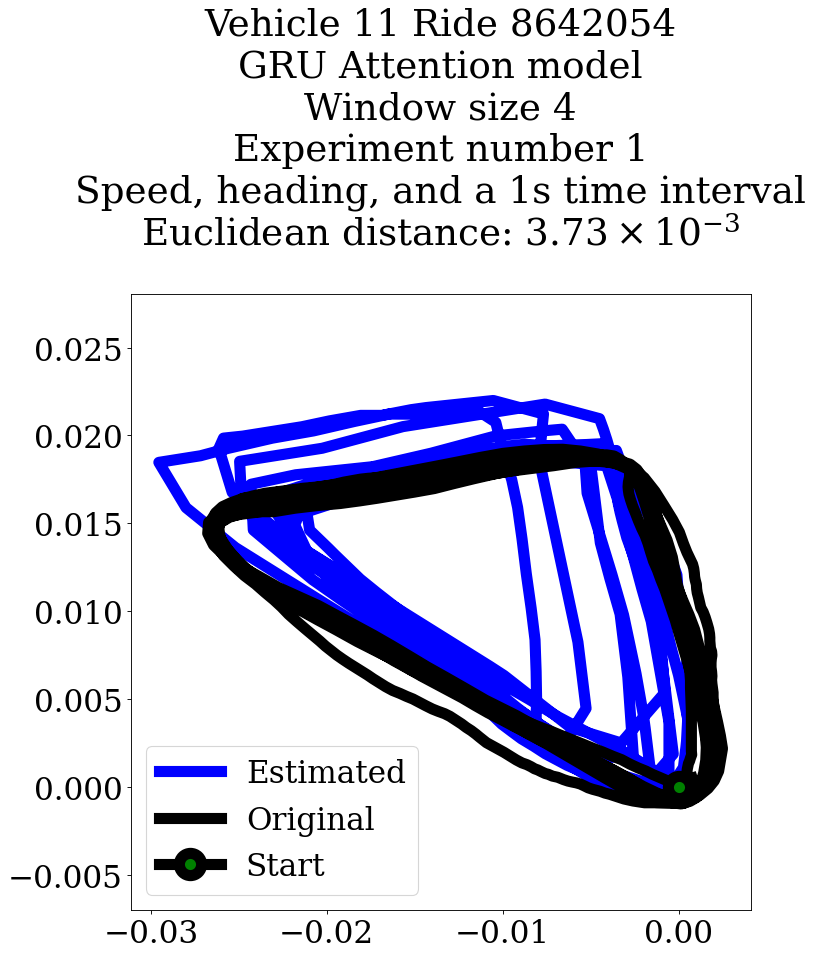 Vehicle 11 Ride 8642054
GRU Attention model
Window size 4
Experiment number 1
Speed, heading, and a 1s time interval
Euclidean distance: 3.73 × 10⁻³
0.025
0.020
0.015
0.010
0.005
0.000
−0.005
Estimated
Original
Start
−0.03 −0.02 −0.01 0.00